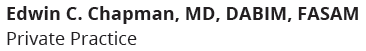 Edwin C. Chapman, MD, DABIM, FASAM
Private Practice